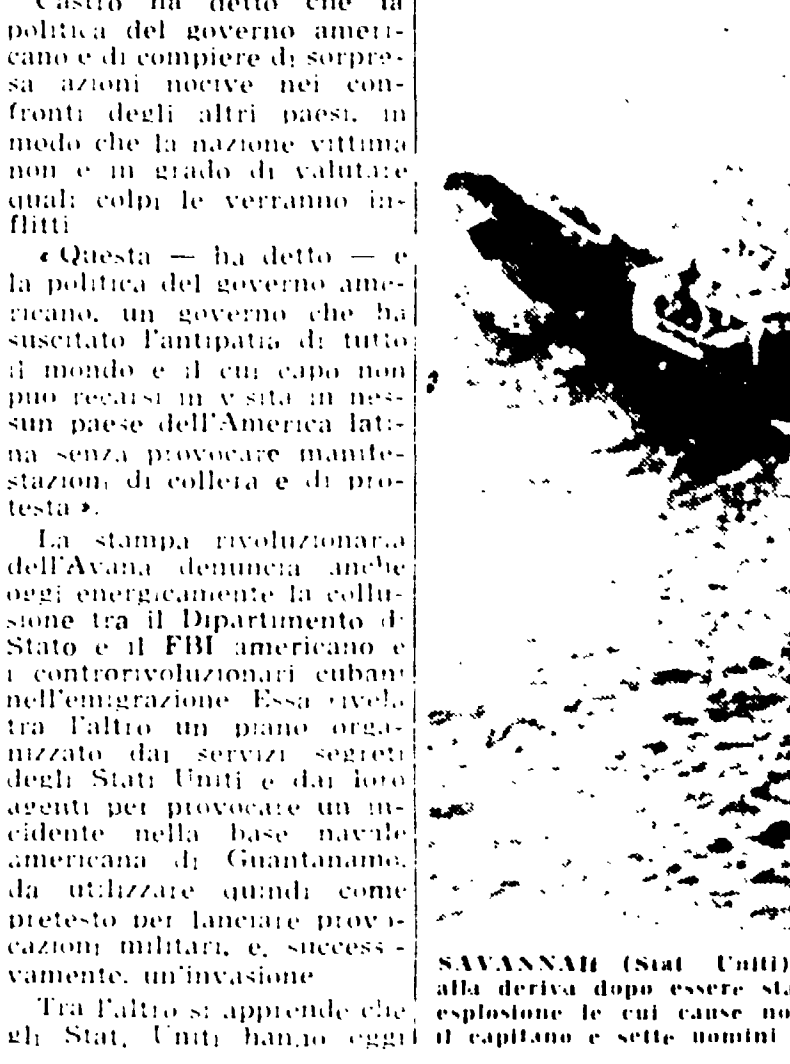 Castro ha detto che la
politica del governo ameri-
cano e di compiere di sorpre-
sa azioni nocive nei con-
fronti degli altri paesi, in
modo che la nazione vittima
non e in grado di valutare
quali colpi le verranno in-
flitti
« Questa — ha detto — e
la politica del governo ame-
ricano, un governo che ha
suscitato l'antipatia di tutto
il mondo e il cui capo non
può recarsi in visita in nes-
sun paese dell'America lati-
na senza provocare manife-
stazioni di collera e di pro-
testa ».
La stampa rivoluzionaria
dell'Avana denuncia anche
oggi energicamente la collu-
sione tra il Dipartimento di
Stato e il FBI americano e
i controrivoluzionari cubani
nell'emigrazione Essa rivela
tra l'altro un piano orga-
nizzato dai servizi segreti
degli Stati Uniti e dai loro
agenti per provocare un in-
cidente nella base navale
americana di Guantanamo,
da utilizzare quindi come
pretesto per lanciare provo-
cazioni militari, e, success-
vamente, un'invasione
Tra l'altro si apprende che
gli Stati Uniti hanno oggi
SAVANNAH (Stat Uniti)
alla deriva dopo essere sta
esplosione le cui cause no
il capitano e sette uomini